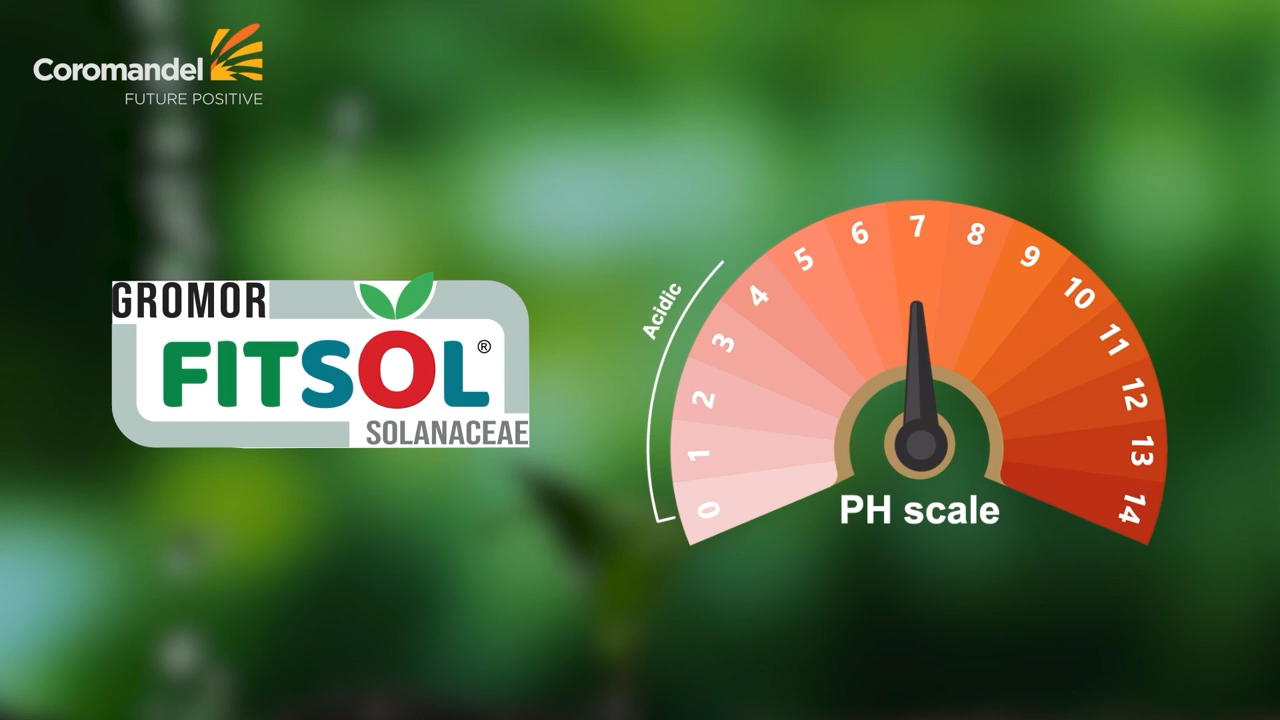 Coromandel
FUTURE POSITIVE
GROMOR
FITSOL®
SOLANACEAE
Acidic
0
1
2
3
4
5
6
7
8
9
10
11
12
13
14
PH scale